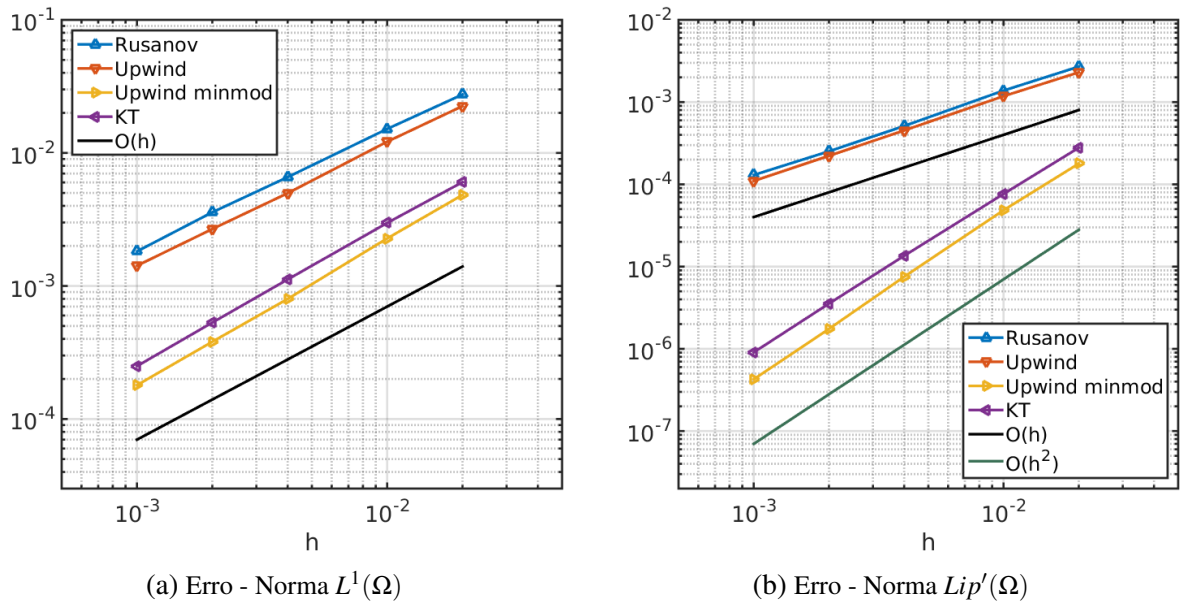 10^-1
10^-2
10^-3
10^-4
10^-3
10^-2
h
Rusanov
Upwind
Upwind minmod
KT
O(h)
(a) Erro - Norma L^1(Ω)
10^-2
10^-3
10^-4
10^-5
10^-6
10^-7
10^-3
10^-2
h
Rusanov
Upwind
Upwind minmod
KT
O(h)
O(h^2)
(b) Erro - Norma Lip′(Ω)